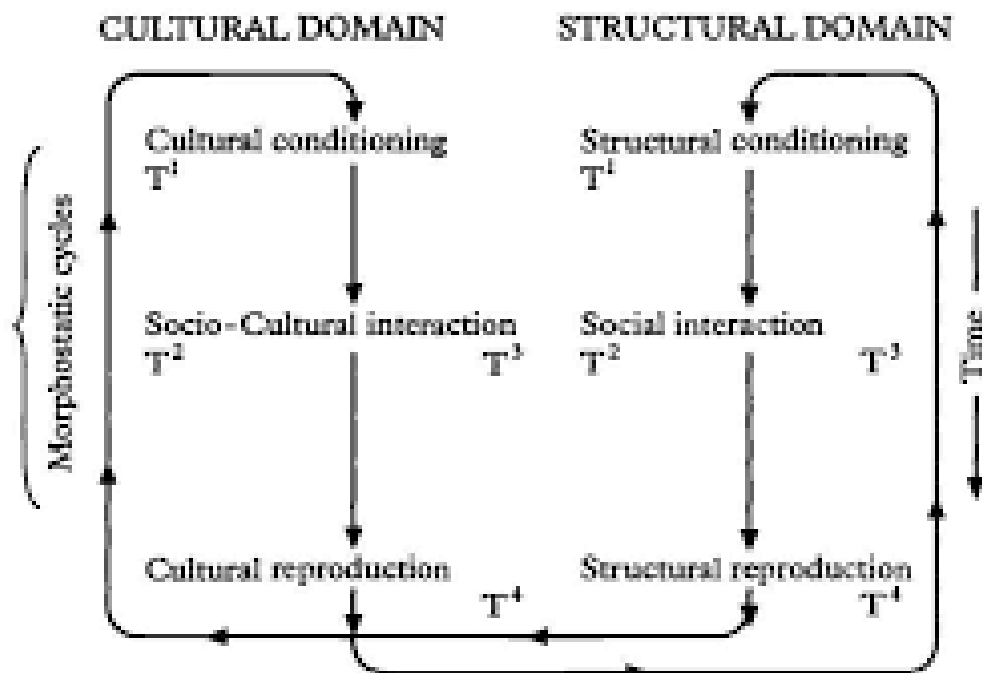 CULTURAL DOMAIN
STRUCTURAL DOMAIN
Cultural conditioning
T¹
Structural conditioning
T¹
Morphostatic cycles
Time
Socio-Cultural interaction
T² T³
Social interaction
T² T³
Cultural reproduction
T⁴
Structural reproduction
T⁴